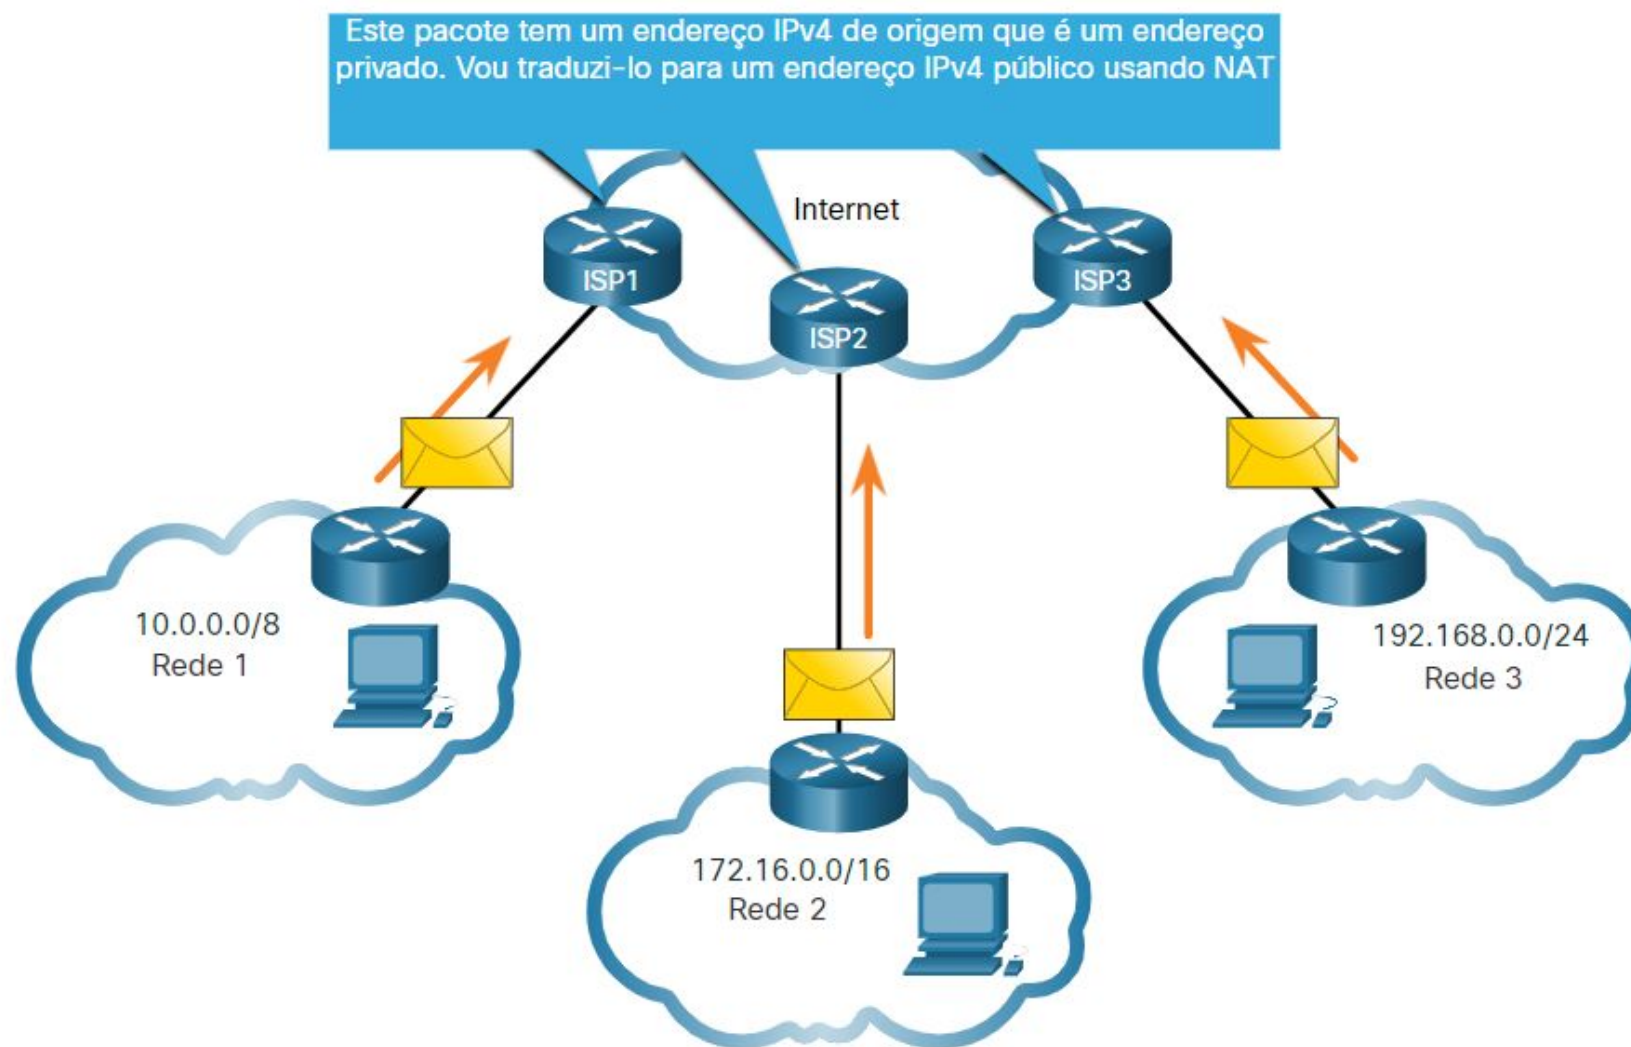 Este pacote tem um endereço IPv4 de origem que é um endereço
privado. Vou traduzi-lo para um endereço IPv4 público usando NAT
Internet
ISP1
ISP3
ISP2
10.0.0.0/8
Rede 1
192.168.0.0/24
Rede 3
172.16.0.0/16
Rede 2